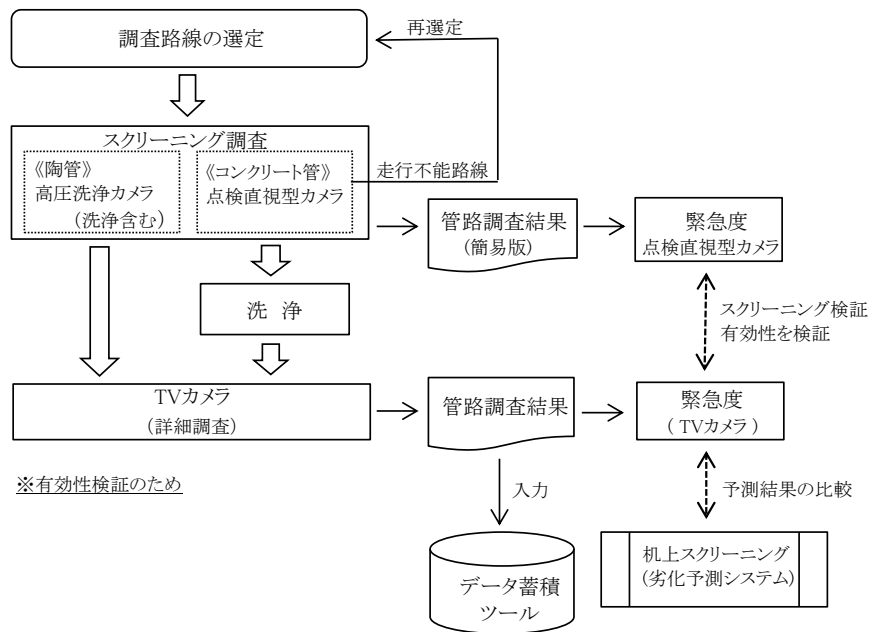 調査路線の選定
再選定
スクリーニング調査
《陶管》
高圧洗浄カメラ
(洗浄含む)
《コンクリート管》
点検直視型カメラ
走行不能路線
管路調査結果
(簡易版)
緊急度
点検直視型カメラ
洗 浄
スクリーニング検証
有効性を検証
TVカメラ
(詳細調査)
管路調査結果
緊急度
( TVカメラ )
※有効性検証のため
入力
予測結果の比較
データ蓄積
ツール
机上スクリーニング
(劣化予測システム)